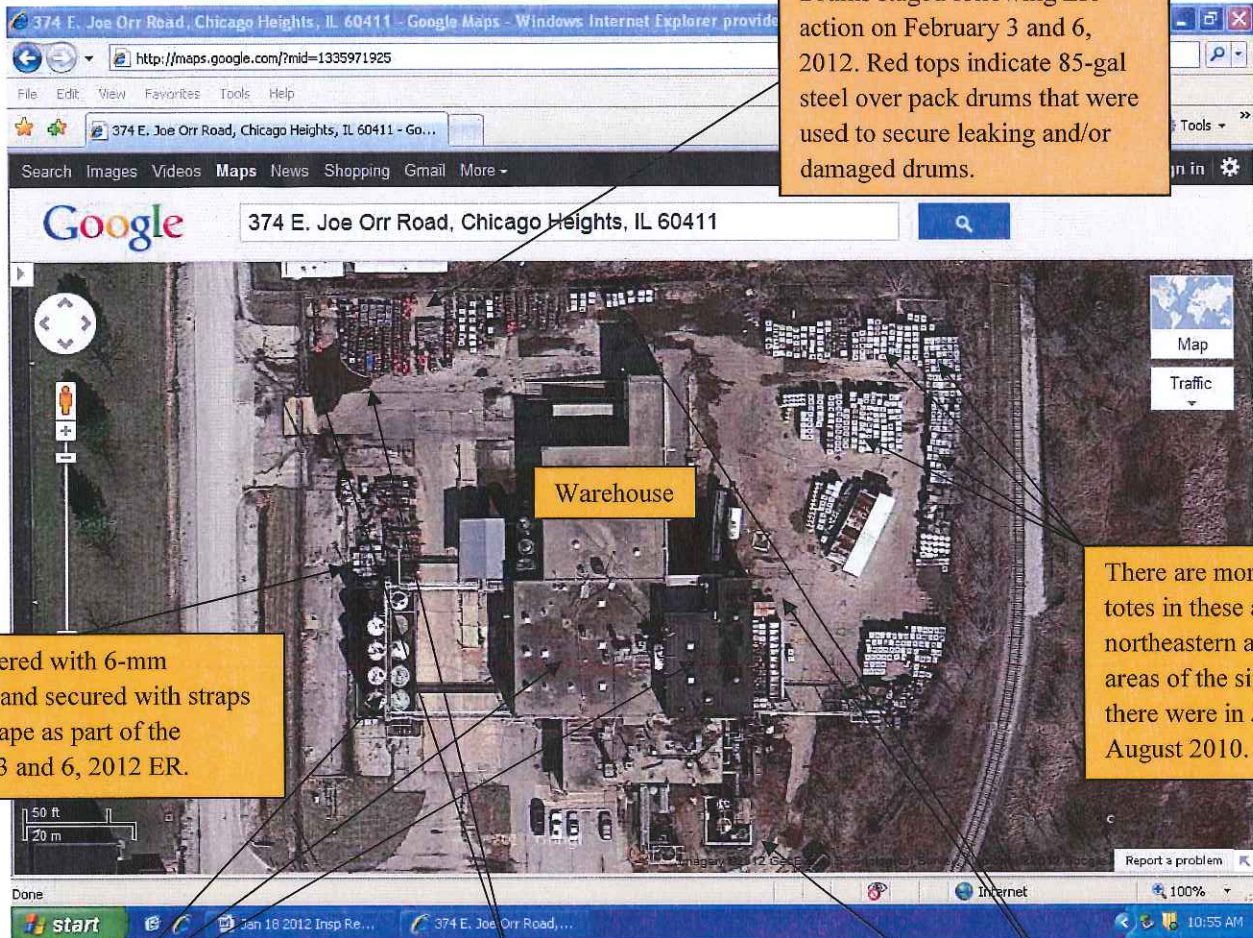 374 E. Joe Orr Road, Chicago Heights, IL 60411 - Google Maps - Windows Internet Explorer provide
action on February 3 and 6,
2012. Red tops indicate 85-gal
steel over pack drums that were
used to secure leaking and/or
damaged drums.
http://maps.google.com/?mid=1335971925
File Edit View Favorites Tools Help
374 E. Joe Orr Road, Chicago Heights, IL 60411 - Go...
Tools
Search Images Videos Maps News Shopping Gmail More
in
Google
374 E. Joe Orr Road, Chicago Heights, IL 60411
Map
Traffic
Warehouse
There are mor
totes in these a
northeastern a
areas of the si
there were in
August 2010.
ered with 6-mm
and secured with straps
ape as part of the
3 and 6, 2012 ER.
50 ft
20 m
Report a problem
Done
Internet
100%
start
Jan 18 2012 Insp Re...
374 E. Joe Orr Road,...
10:55 AM